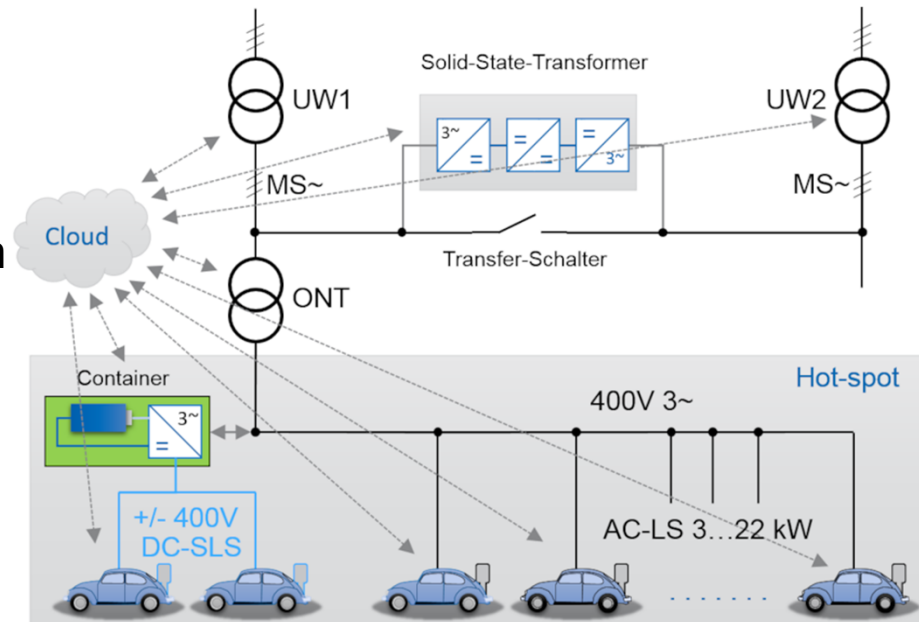 Solid-State-Transformer
UW1
UW2
3~
=
=
=
=
3~
MS~
MS~
Cloud
Transfer-Schalter
ONT
Container
Hot-spot
400V 3~
3~
=
+/- 400V
DC-SLS
AC-LS 3...22 kW